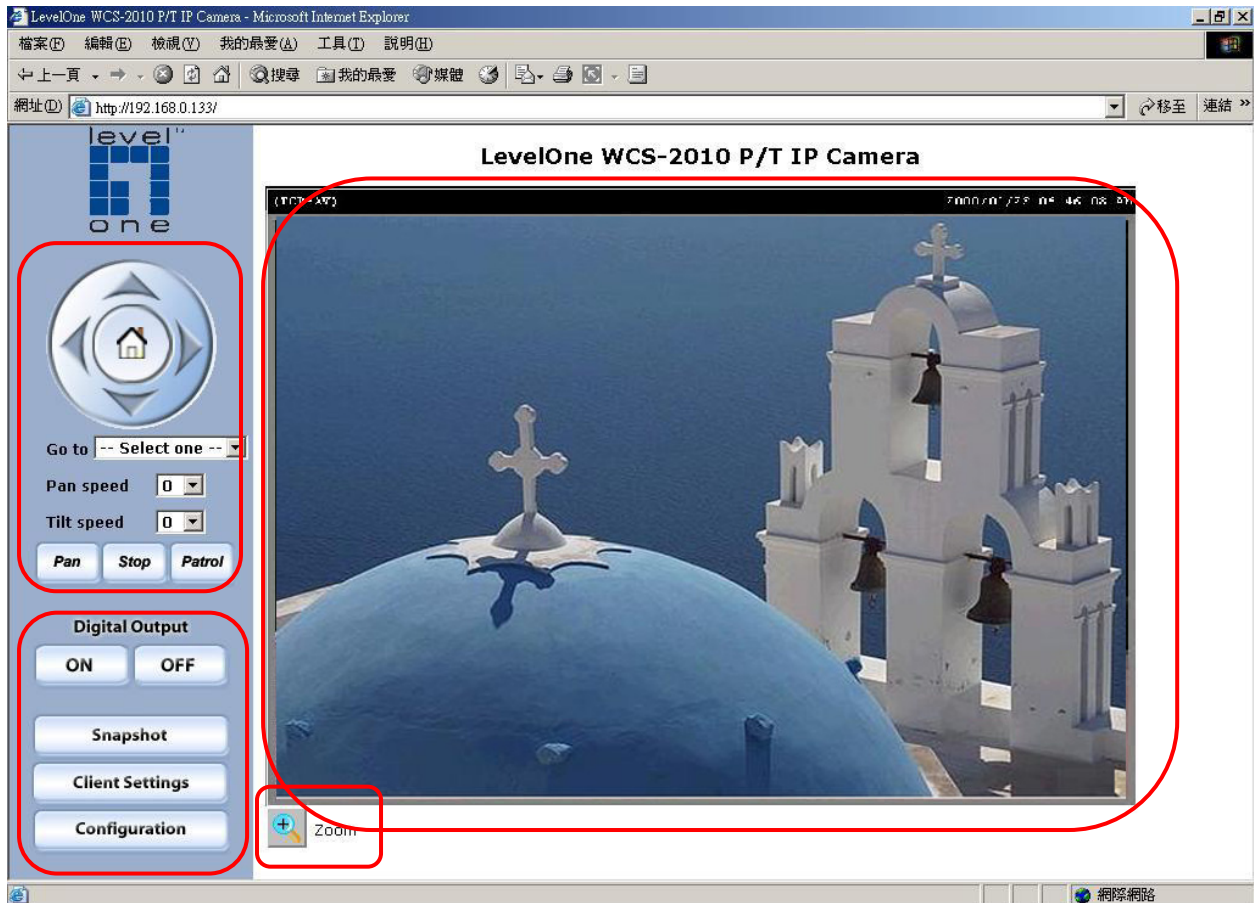 LevelOne WCS-2010 P/T IP Camera - Microsoft Internet Explorer
檔案(F) 編輯(E) 檢視(V) 我的最愛(A) 工具(T) 說明(H)
上一頁 搜尋 我的最愛 媒體
網址(D) http://192.168.0.133/ 移至 連結 »
level
one
LevelOne WCS-2010 P/T IP Camera
Go to -- Select one --
Pan speed 0
Tilt speed 0
Pan Stop Patrol
Digital Output
ON OFF
Snapshot
Client Settings
Configuration
Zoom
網際網路